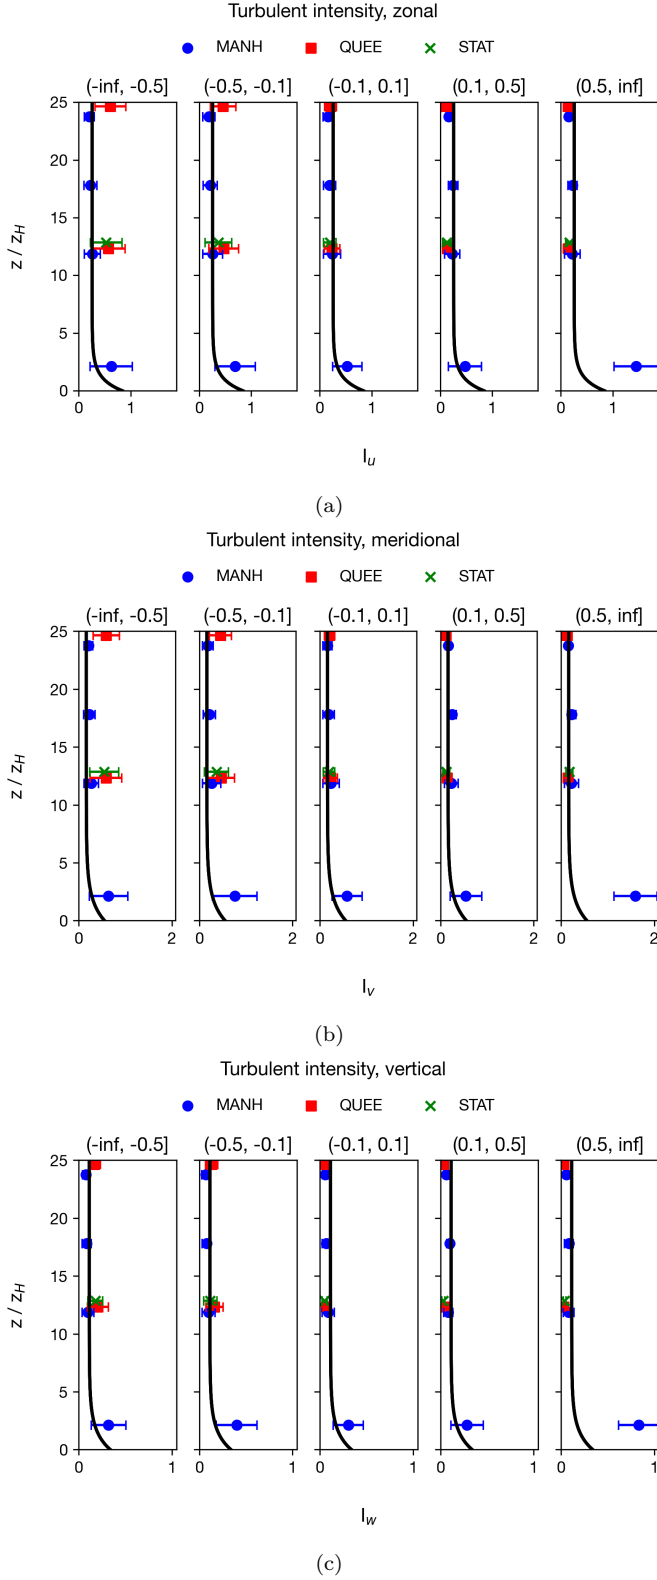 Turbulent intensity, zonal
MANH QUEE STAT
(-inf, -0.5] (-0.5, -0.1] (-0.1, 0.1] (0.1, 0.5] (0.5, inf]
25
20
15
10
5
0
z / z_H
0 1 0 1 0 1 0 1 0 1
I_u
(a)
Turbulent intensity, meridional
MANH QUEE STAT
(-inf, -0.5] (-0.5, -0.1] (-0.1, 0.1] (0.1, 0.5] (0.5, inf]
25
20
15
10
5
0
z / z_H
0 2 0 2 0 2 0 2 0 2
I_v
(b)
Turbulent intensity, vertical
MANH QUEE STAT
(-inf, -0.5] (-0.5, -0.1] (-0.1, 0.1] (0.1, 0.5] (0.5, inf]
25
20
15
10
5
0
z / z_H
0 1 0 1 0 1 0 1 0 1
I_w
(c)